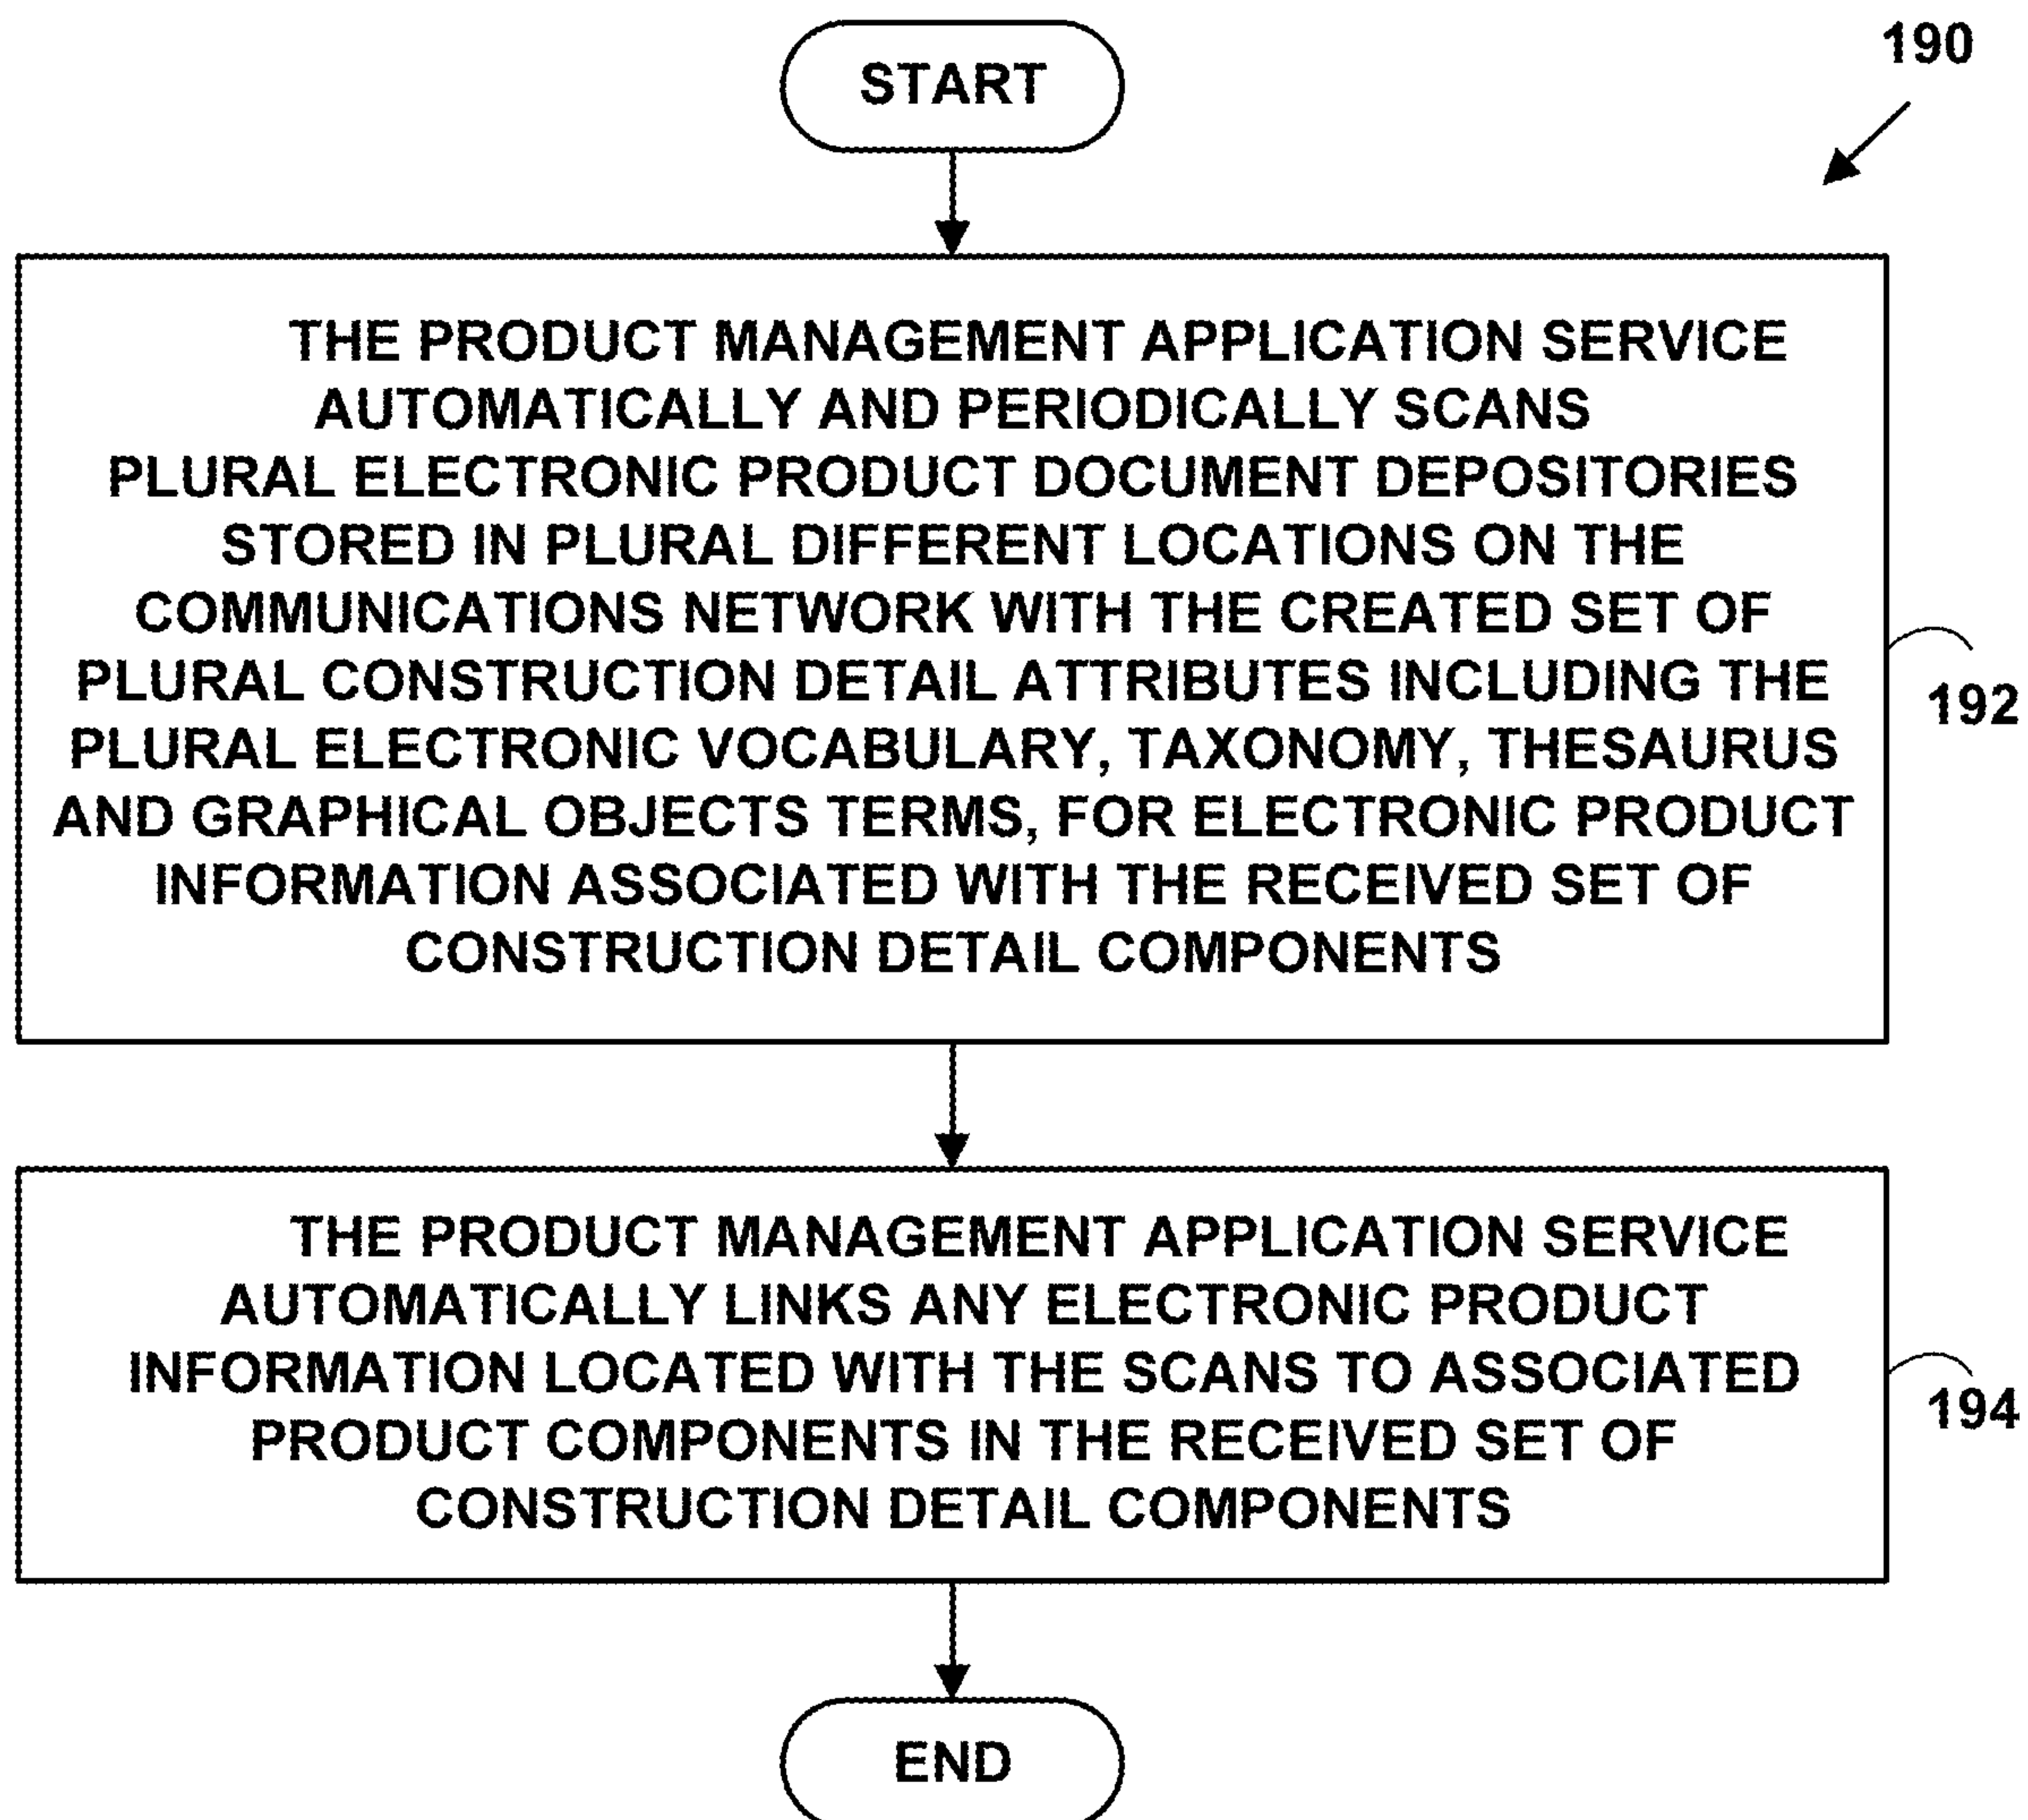 START
190
THE PRODUCT MANAGEMENT APPLICATION SERVICE
AUTOMATICALLY AND PERIODICALLY SCANS
PLURAL ELECTRONIC PRODUCT DOCUMENT DEPOSITORIES
STORED IN PLURAL DIFFERENT LOCATIONS ON THE
COMMUNICATIONS NETWORK WITH THE CREATED SET OF
PLURAL CONSTRUCTION DETAIL ATTRIBUTES INCLUDING THE
PLURAL ELECTRONIC VOCABULARY, TAXONOMY, THESAURUS
AND GRAPHICAL OBJECTS TERMS, FOR ELECTRONIC PRODUCT
INFORMATION ASSOCIATED WITH THE RECEIVED SET OF
CONSTRUCTION DETAIL COMPONENTS
192
THE PRODUCT MANAGEMENT APPLICATION SERVICE
AUTOMATICALLY LINKS ANY ELECTRONIC PRODUCT
INFORMATION LOCATED WITH THE SCANS TO ASSOCIATED
PRODUCT COMPONENTS IN THE RECEIVED SET OF
CONSTRUCTION DETAIL COMPONENTS
194
END